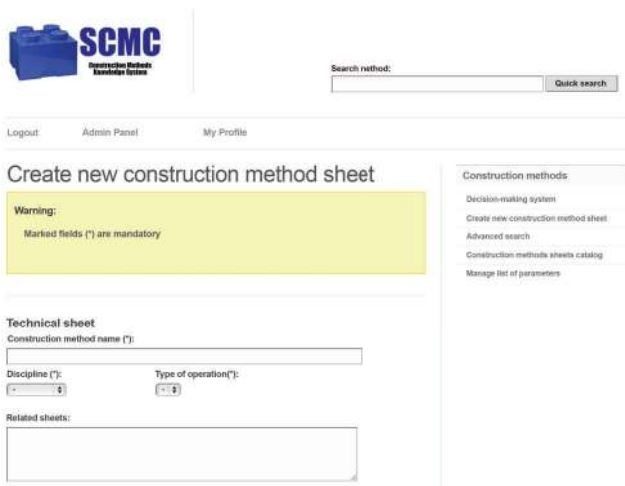 SCMC
Construction Methods
Knowledge System
Search nethod:
Quick search
Logout Admin Panel My Profile
Create new construction method sheet
Warning:
Marked fields (*) are mandatory
Technical sheet
Construction method name (*):
Discipline (*): Type of operation(*):
- -
Related sheets:
Construction methods
Decision-making system
Create new construction method sheet
Advanced search
Construction methods sheets catalog
Manage list of parameters